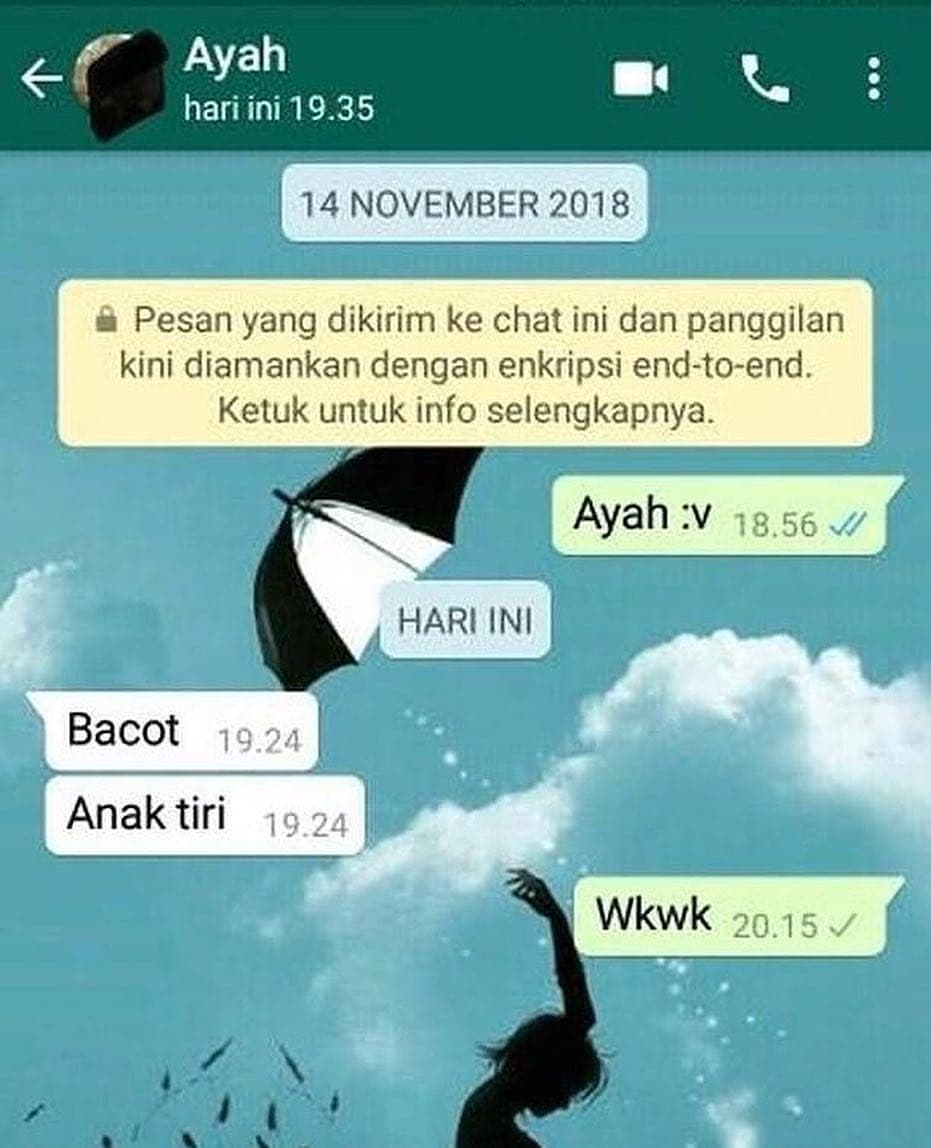 Ayah
hari ini 19.35
14 NOVEMBER 2018
Pesan yang dikirim ke chat ini dan panggilan
kini diamankan dengan enkripsi end-to-end.
Ketuk untuk info selengkapnya.
Ayah :v 18.56
HARI INI
Bacot 19.24
Anak tiri 19.24
Wkwk 20.15